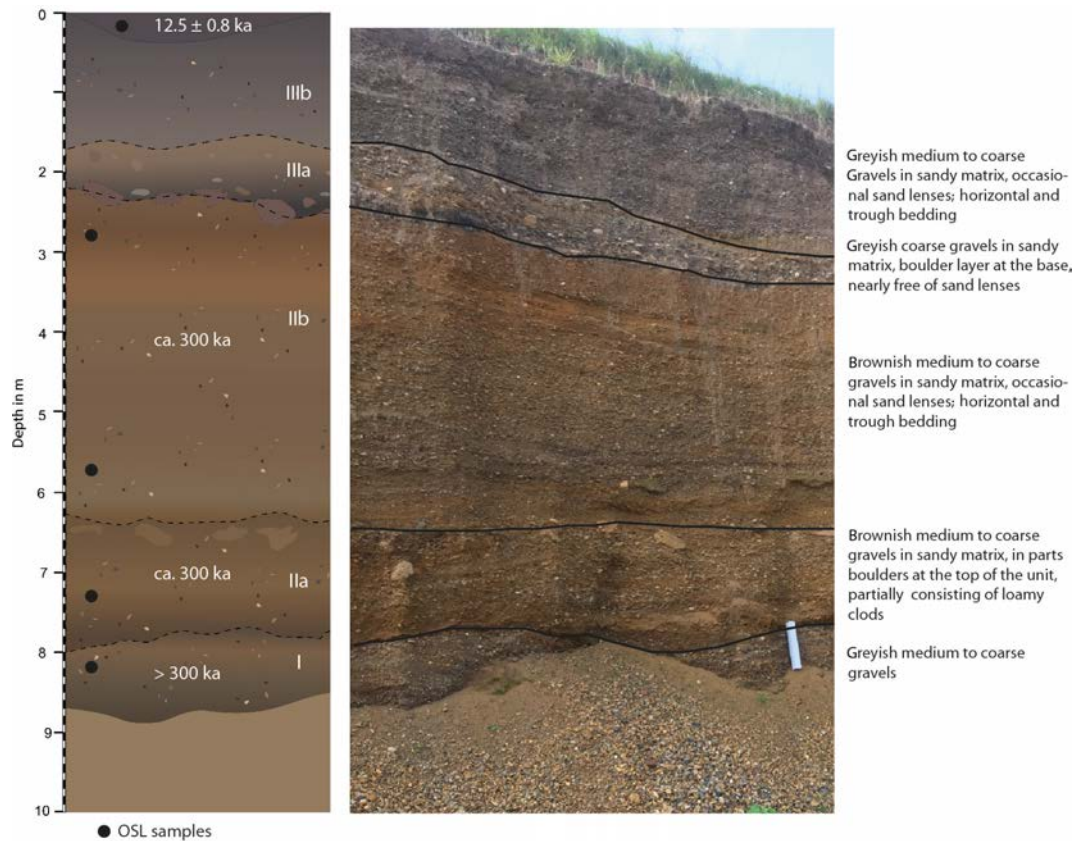 0
2
3
4
5
6
7
8
9
10
Depth in m
12.5 ± 0.8 ka
IIIb
IIIa
IIb
ca. 300 ka
ca. 300 ka
IIa
I
> 300 ka
OSL samples
Greyish medium to coarse
Gravels in sandy matrix, occasio-
nal sand lenses; horizontal and
trough bedding
Greyish coarse gravels in sandy
matrix, boulder layer at the base,
nearly free of sand lenses
Brownish medium to coarse
gravels in sandy matrix, occasio-
nal sand lenses; horizontal and
trough bedding
Brownish medium to coarse
gravels in sandy matrix, in parts
boulders at the top of the unit,
partially consisting of loamy
clods
Greyish medium to coarse
gravels